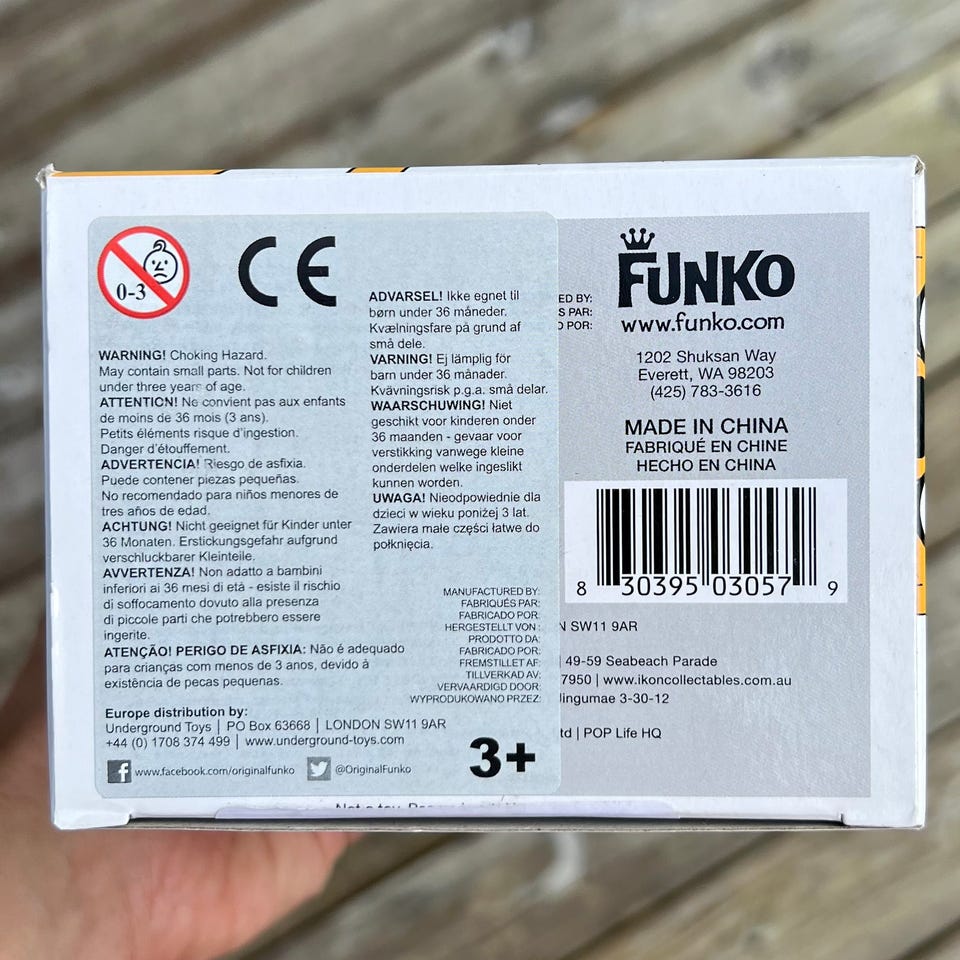 0-3
CE
WARNING! Choking Hazard.
May contain small parts. Not for children
under three years of age.
ATTENTION! Ne convient pas aux enfants
de moins de 36 mois (3 ans).
Petits éléments risque d'ingestion.
Danger d'étouffement.
ADVERTENCIA! Riesgo de asfixia.
Puede contener piezas pequeñas.
No recomendado para niños menores de
tres años de edad.
ACHTUNG! Nicht geeignet für Kinder unter
36 Monaten. Erstickungsgefahr aufgrund
verschluckbarer Kleinteile.
AVVERTENZA! Non adatto a bambini
inferiori ai 36 mesi di etá - esiste il rischio
di soffocamento dovuto alla presenza
di piccole parti che potrebbero essere
ingerite.
ATENÇÃO! PERIGO DE ASFIXIA: Não é adequado
para crianças com menos de 3 anos, devido à
existência de pecas pequenas.
Europe distribution by:
Underground Toys | PO Box 63668 | LONDON SW11 9AR
+44 (0) 1708 374 499 | www.underground-toys.com
www.facebook.com/originalfunko @OriginalFunko
ADVARSEL! Ikke egnet til
børn under 36 måneder.
Kvælningsfare på grund af
små dele.
VARNING! Ej lämplig för
barn under 36 månader.
Kvävningsrisk p.g.a. små delar.
WAARSCHUWING! Niet
geschikt voor kinderen onder
36 maanden - gevaar voor
verstikking vanwege kleine
onderdelen welke ingeslikt
kunnen worden.
UWAGA! Nieodpowiednie dla
dzieci w wieku poniżej 3 lat.
Zawiera małe części łatwe do
połknięcia.
MANUFACTURED BY:
FABRIQUÉS PAR:
FABRICADO POR:
HERGESTELLT VON :
PRODOTTO DA:
FABRICADO POR:
FREMSTILLET AF:
TILLVERKAD AV:
VERVAARDIGD DOOR:
WYPRODUKOWANO PRZEZ:
3+
ED BY:
S PAR:
O POR:
FUNKO
www.funko.com
1202 Shuksan Way
Everett, WA 98203
(425) 783-3616
MADE IN CHINA
FABRIQUÉ EN CHINE
HECHO EN CHINA
8 30395 03057 9
N SW11 9AR
| 49-59 Seabeach Parade
7950 | www.ikoncollectables.com.au
lingumae 3-30-12
td | POP Life HQ
Not a toy.